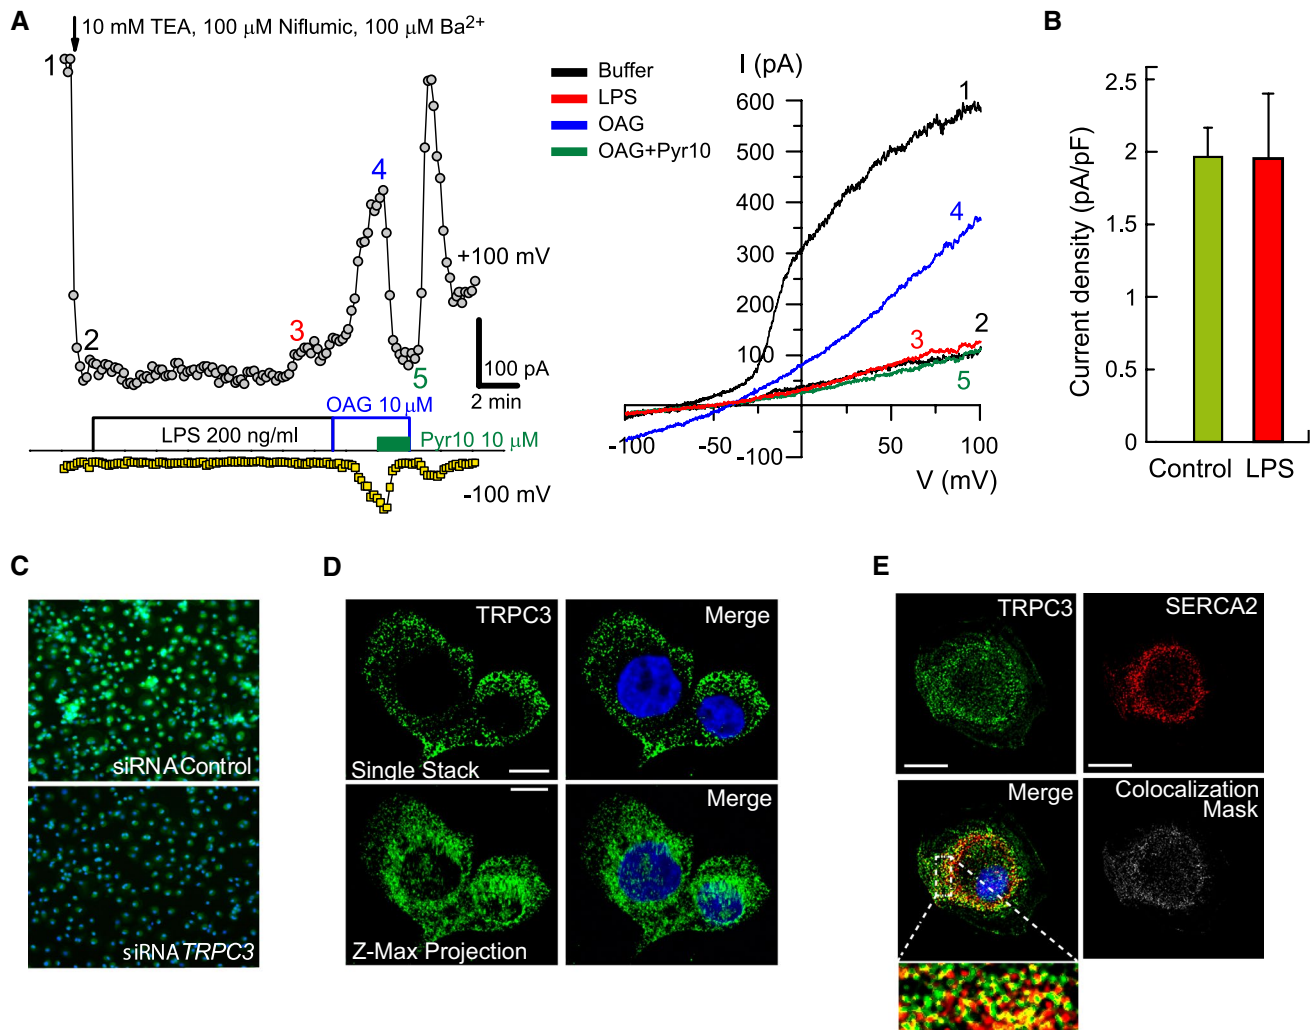 A
10 mM TEA, 100 µM Niflumic, 100 µM Ba2+
1
2
3
4
5
+100 mV
100 pA
2 min
OAG 10 µM
LPS 200 ng/ml
Pyr10 10 µM
-100 mV
Buffer
LPS
OAG
OAG+Pyr10
I (pA)
600
500
400
300
200
100
-100
-100
-50
50
100
V (mV)
1
4
3
2
5
B
Current density (pA/pF)
2.5
2
1.5
1
0.5
0
Control
LPS
C
siRNAControl
siRNATRPC3
D
TRPC3
Merge
Single Stack
Merge
Z-Max Projection
E
TRPC3
SERCA2
Merge
Colocalization
Mask